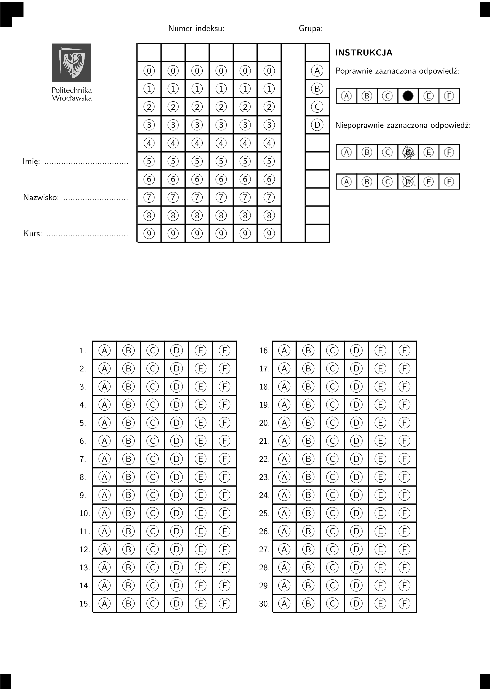 Numer indeksu: Grupa:
INSTRUKCJA
Poprawnie zaznaczona odpowiedź:
A B C E F
Niepoprawnie zaznaczona odpowiedź:
A B C D E F
A B C D E F
Politechnika
Wrocławska
0 0 0 0 0 0 A
1 1 1 1 1 1 B
2 2 2 2 2 2 C
3 3 3 3 3 3 D
4 4 4 4 4 4
Imię: 5 5 5 5 5 5
6 6 6 6 6 6
Nazwisko: 7 7 7 7 7 7
8 8 8 8 8 8
Kurs: 9 9 9 9 9 9
1. A B C D E F
2. A B C D E F
3. A B C D E F
4. A B C D E F
5. A B C D E F
6. A B C D E F
7. A B C D E F
8. A B C D E F
9. A B C D E F
10. A B C D E F
11. A B C D E F
12. A B C D E F
13. A B C D E F
14. A B C D E F
15. A B C D E F
16. A B C D E F
17. A B C D E F
18. A B C D E F
19. A B C D E F
20. A B C D E F
21. A B C D E F
22. A B C D E F
23. A B C D E F
24. A B C D E F
25. A B C D E F
26. A B C D E F
27. A B C D E F
28. A B C D E F
29. A B C D E F
30. A B C D E F